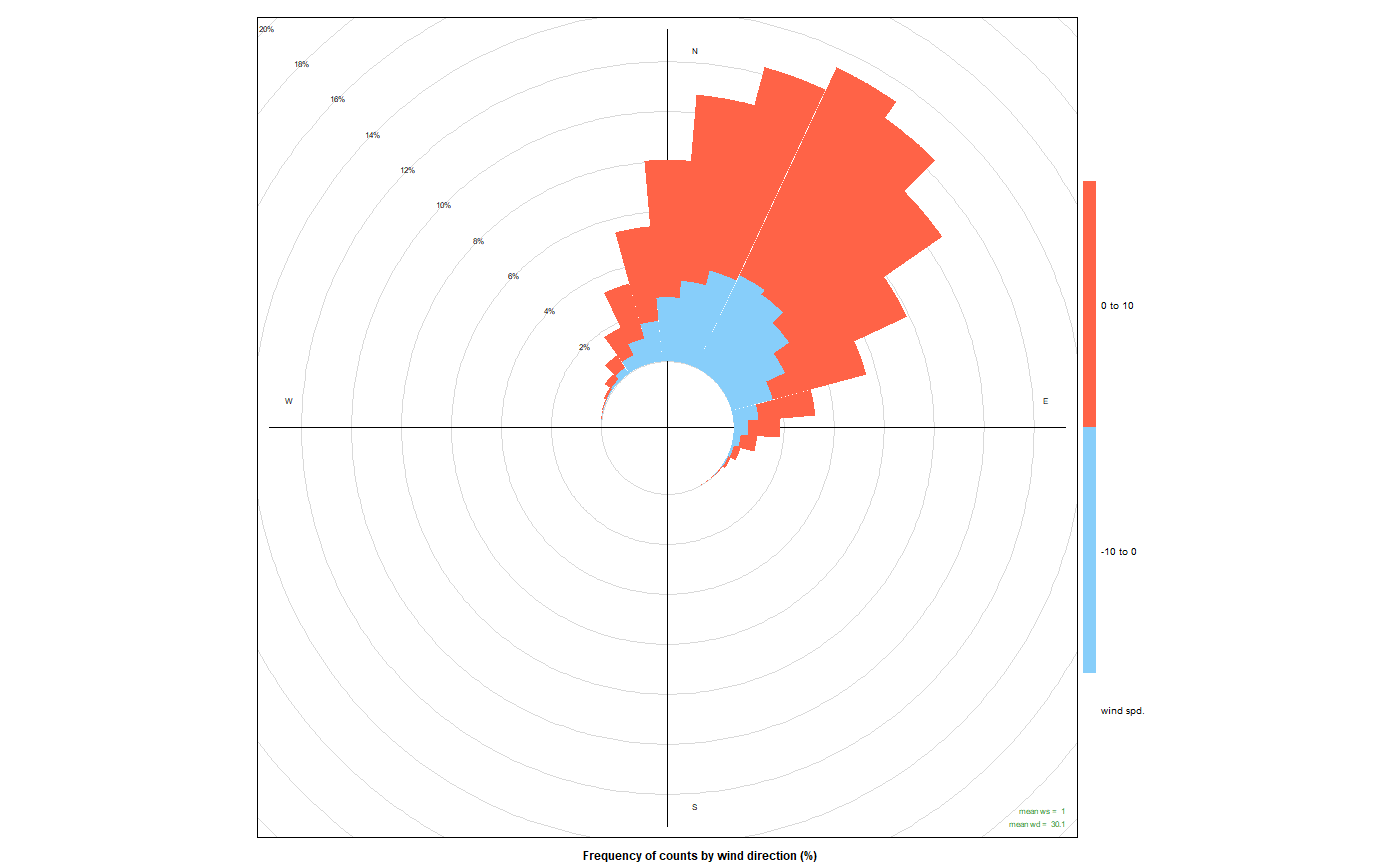 20%
18%
16%
14%
12%
10%
8%
6%
4%
2%
N
W
E
S
0 to 10
-10 to 0
wind spd.
mean ws = 1
mean wd = 30.1
Frequency of counts by wind direction (%)